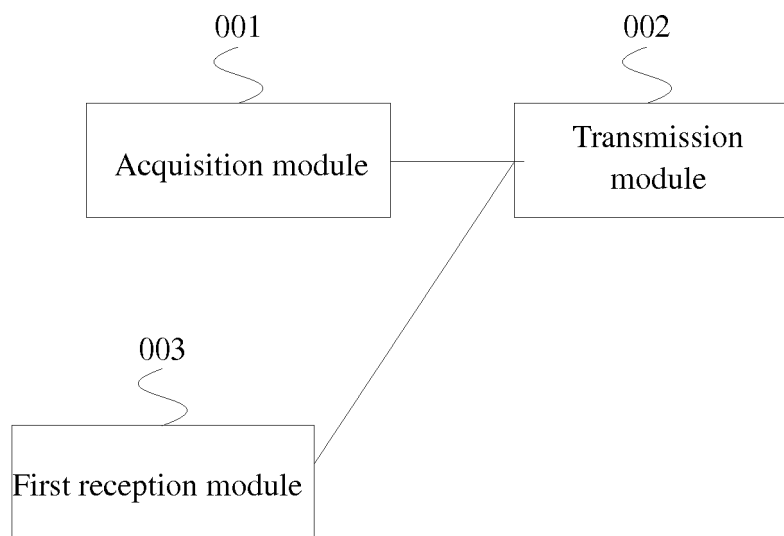 001
002
Acquisition module
Transmission
module
003
First reception module